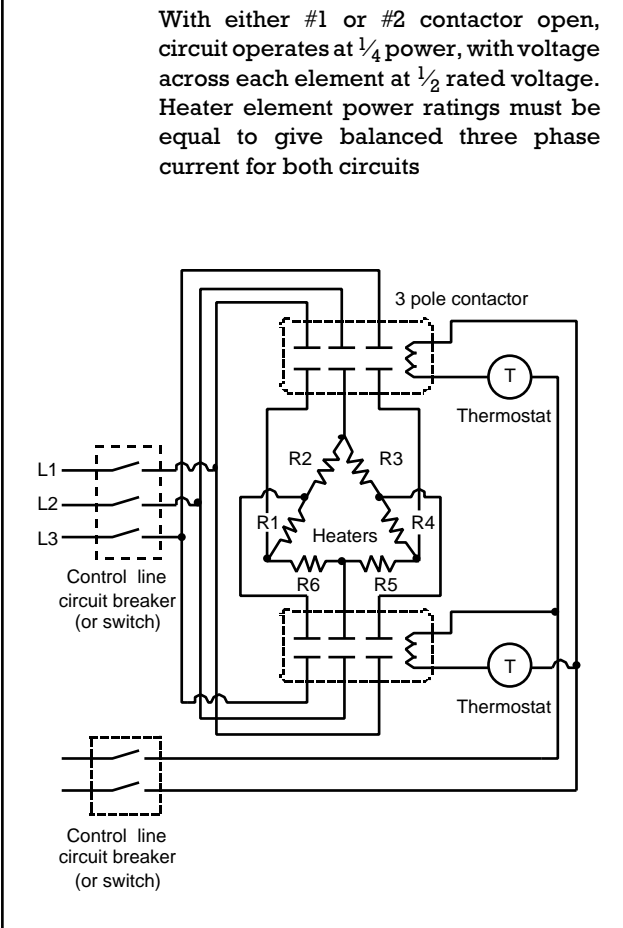 With either #1 or #2 contactor open,
circuit operates at ¼ power, with voltage
across each element at ½ rated voltage.
Heater element power ratings must be
equal to give balanced three phase
current for both circuits
3 pole contactor
T
Thermostat
R2
R3
L1
L2
L3
R1
Heaters
R4
R6
R5
Control line
circuit breaker
(or switch)
T
Thermostat
Control line
circuit breaker
(or switch)